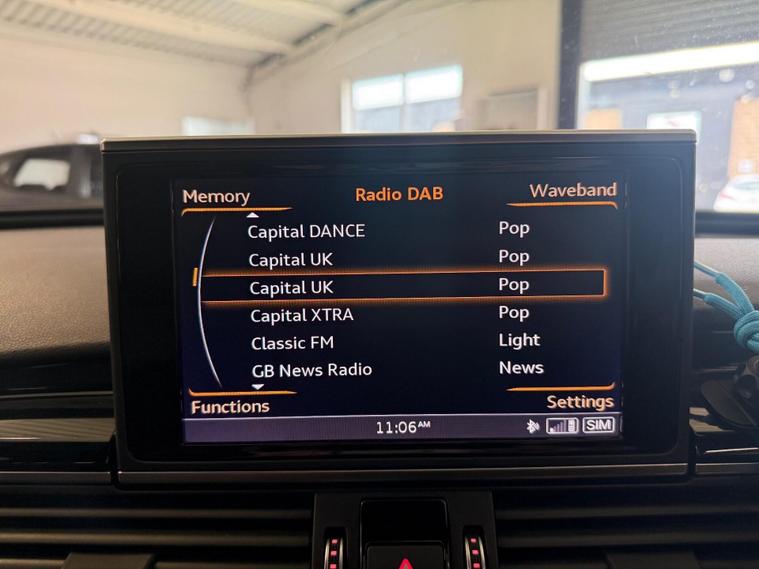 Memory Radio DAB Waveband
Capital DANCE Pop
Capital UK Pop
Capital UK Pop
Capital XTRA Pop
Classic FM Light
GB News Radio News
Functions Settings
11:06AM SIM